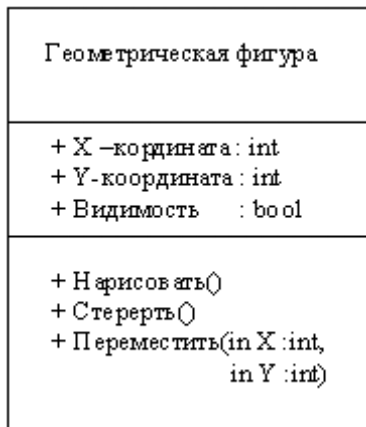 Геометрическая фигура
+ X –кордината : int
+ Y-координата : int
+ Видимость : bool
+ Нарисовать()
+ Стерерть()
+ Переместить(in X :int,
in Y :int)